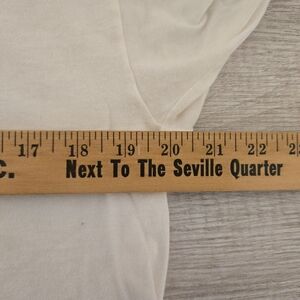 17 18 19 20 21 22
C. Next To The Seville Quarter